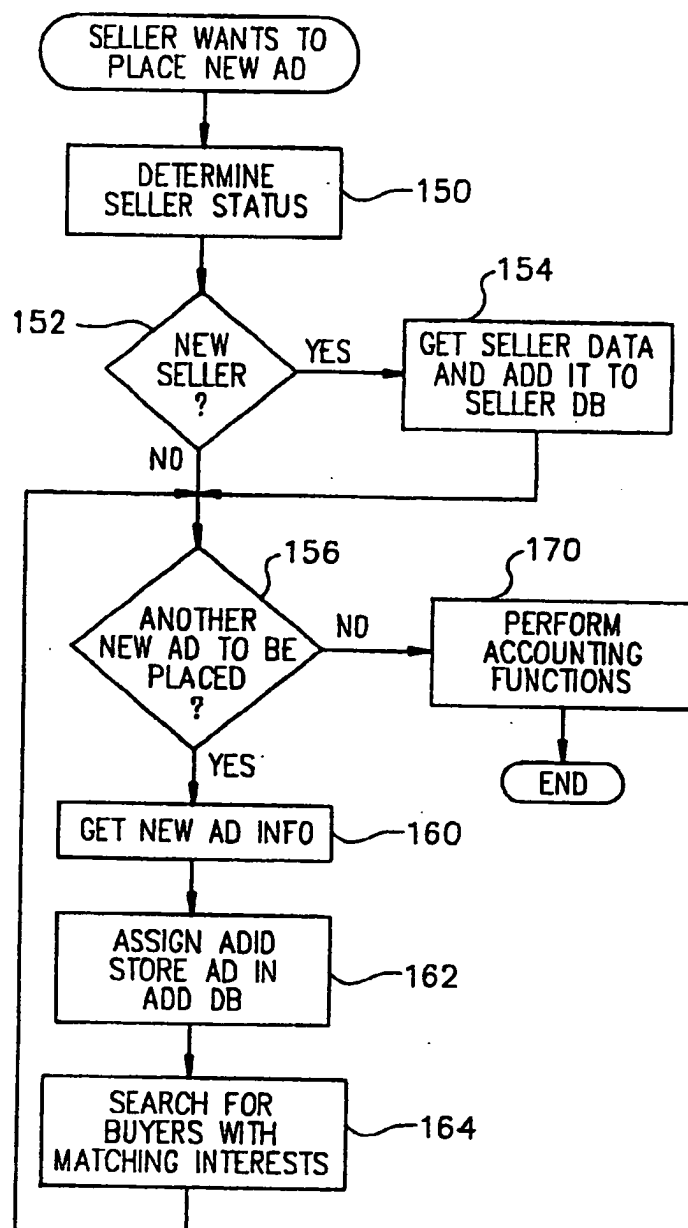 SELLER WANTS TO
PLACE NEW AD
DETERMINE
SELLER STATUS
150
152
NEW
SELLER
?
YES
154
GET SELLER DATA
AND ADD IT TO
SELLER DB
NO
156
ANOTHER
NEW AD TO BE
PLACED
?
NO
170
PERFORM
ACCOUNTING
FUNCTIONS
END
YES
GET NEW AD INFO
160
ASSIGN ADID
STORE AD IN
ADD DB
162
SEARCH FOR
BUYERS WITH
MATCHING INTERESTS
164